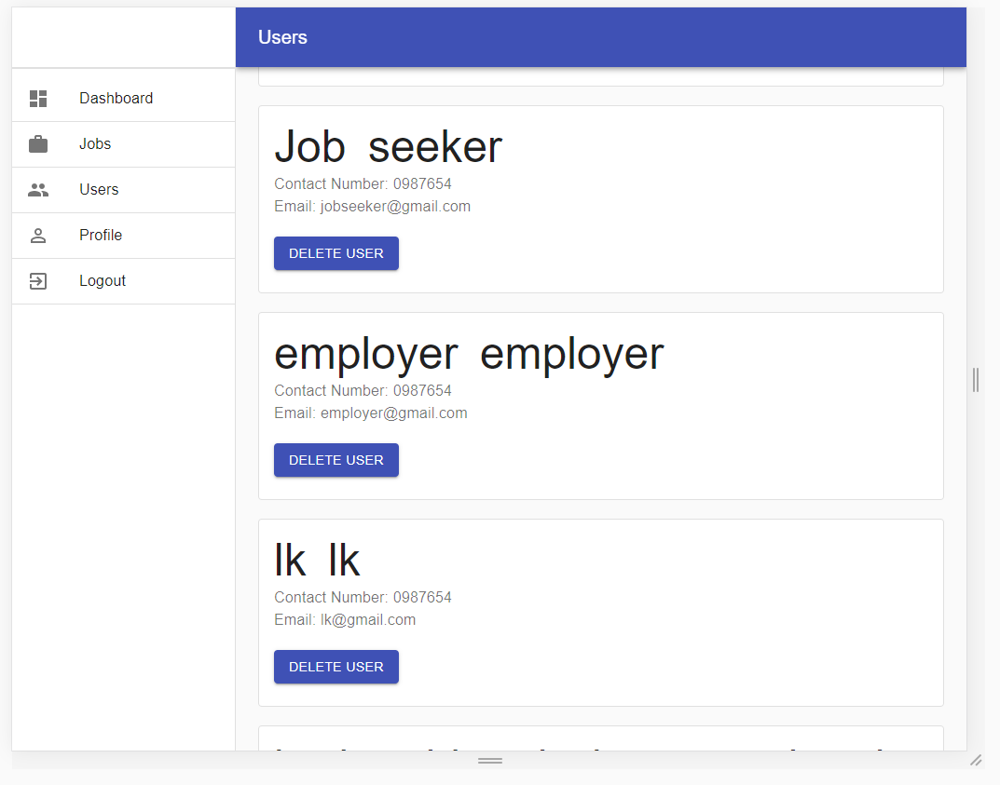 Users
Dashboard
Jobs
Users
Profile
Logout
Job seeker
Contact Number: 0987654
Email: jobseeker@gmail.com
DELETE USER
employer employer
Contact Number: 0987654
Email: employer@gmail.com
DELETE USER
lk lk
Contact Number: 0987654
Email: lk@gmail.com
DELETE USER